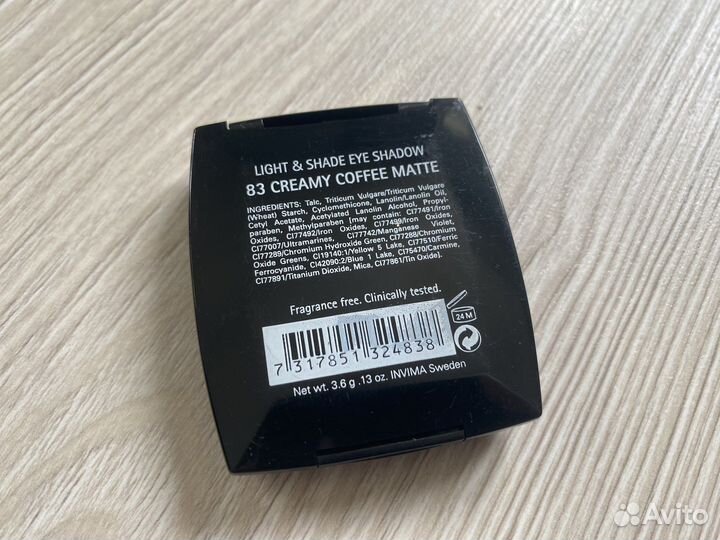 LIGHT & SHADE EYE SHADOW
83 CREAMY COFFEE MATTE
INGREDIENTS: Talc, Triticum Vulgare/Triticum Vulgare
(Wheat) Starch, Cyclomethicone, Lanolin/Lanolin Oil,
Cetyl Acetate, Acetylated Lanolin Alcohol, Propyl-
paraben, Methylparaben [may contain: CI77491/Iron
Oxides, CI77492/Iron Oxides, CI77499/Iron Oxides,
CI77007/Ultramarines, CI77742/Manganese Violet,
CI77289/Chromium Hydroxide Green, CI77288/Chromium
Oxide Greens, CI19140:1/Yellow 5 Lake, CI77510/Ferric
Ferrocyanide, CI42090:2/Blue 1 Lake, CI75470/Carmine,
CI77891/Titanium Dioxide, Mica, CI77861/Tin Oxide].
Fragrance free. Clinically tested.
24 M
7 317851 324838
Net wt. 3.6 g .13 oz. INVIMA Sweden
Avito